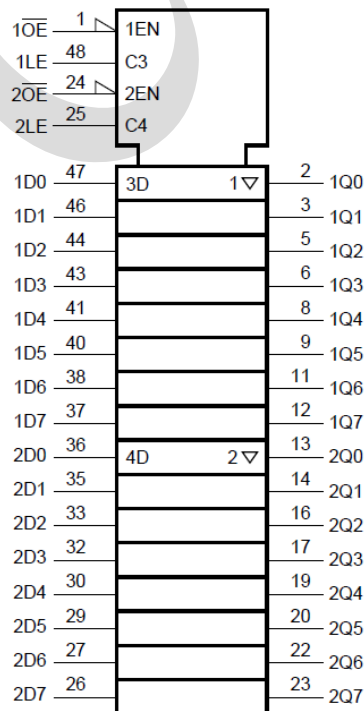 1OE 1 1EN
1LE 48 C3
2OE 24 2EN
2LE 25 C4
1D0 47 3D 1▽ 2 1Q0
1D1 46 3 1Q1
1D2 44 5 1Q2
1D3 43 6 1Q3
1D4 41 8 1Q4
1D5 40 9 1Q5
1D6 38 11 1Q6
1D7 37 12 1Q7
2D0 36 4D 2▽ 13 2Q0
2D1 35 14 2Q1
2D2 33 16 2Q2
2D3 32 17 2Q3
2D4 30 19 2Q4
2D5 29 20 2Q5
2D6 27 22 2Q6
2D7 26 23 2Q7